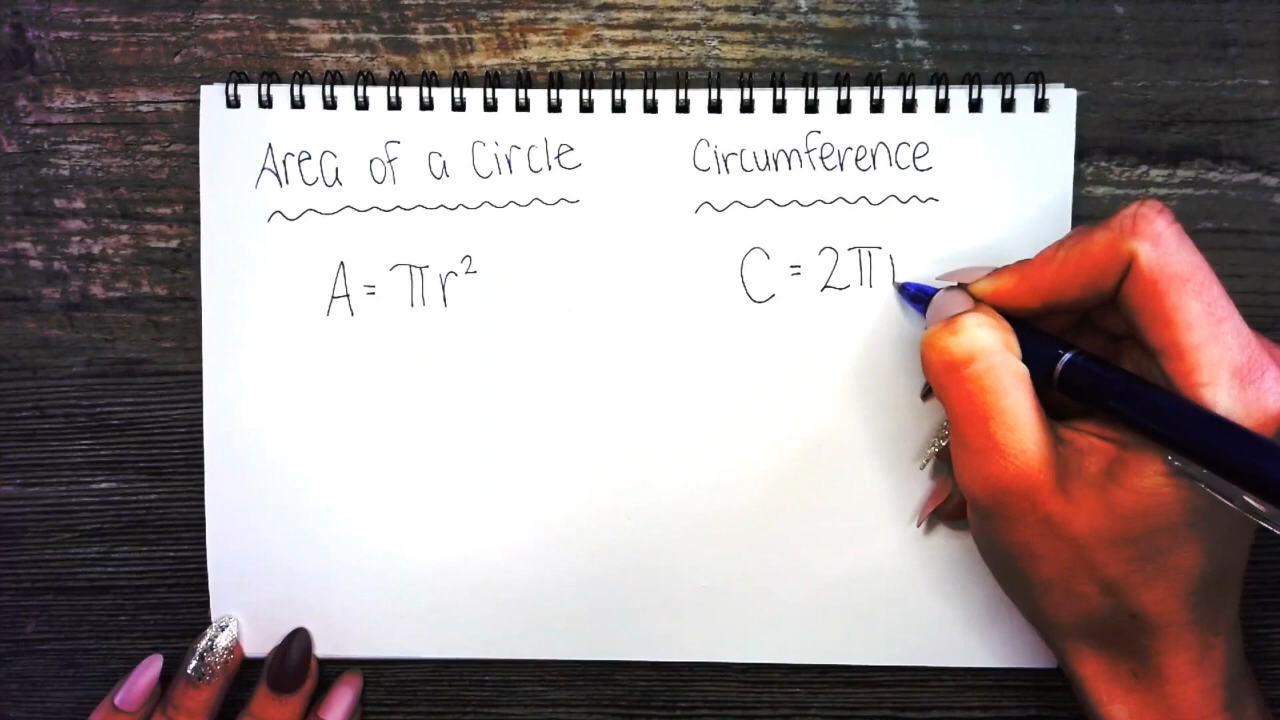 Area of a Circle
Circumference
A = πr²
C = 2π